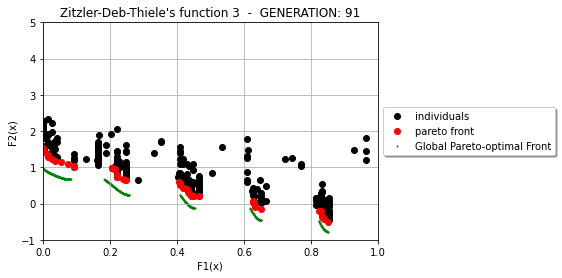 Zitzler-Deb-Thiele's function 3 - GENERATION: 91
5
4
3
2
1
0
−1
F2(x)
0.0 0.2 0.4 0.6 0.8 1.0
F1(x)
individuals
pareto front
Global Pareto-optimal Front